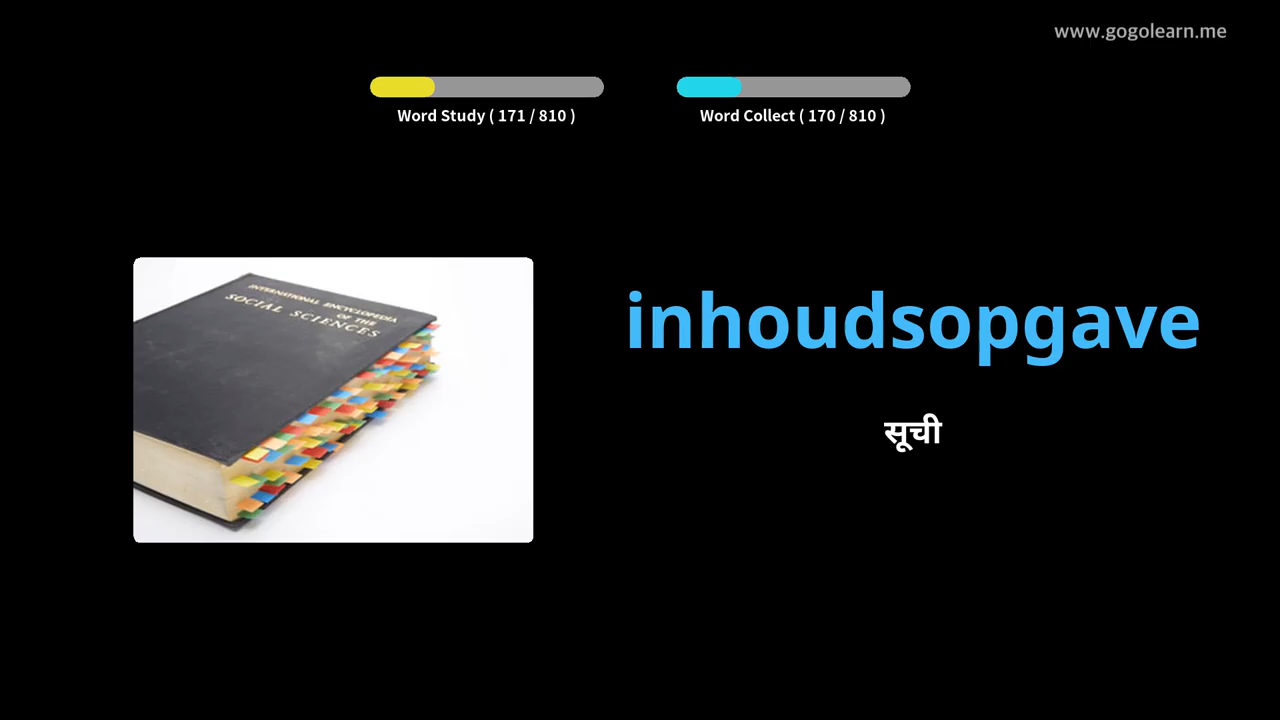 www.gogolearn.me
Word Study ( 171 / 810 )
Word Collect ( 170 / 810 )
INTERNATIONAL ENCYCLOPEDIA
OF THE
SOCIAL SCIENCES
inhoudsopgave
सूची